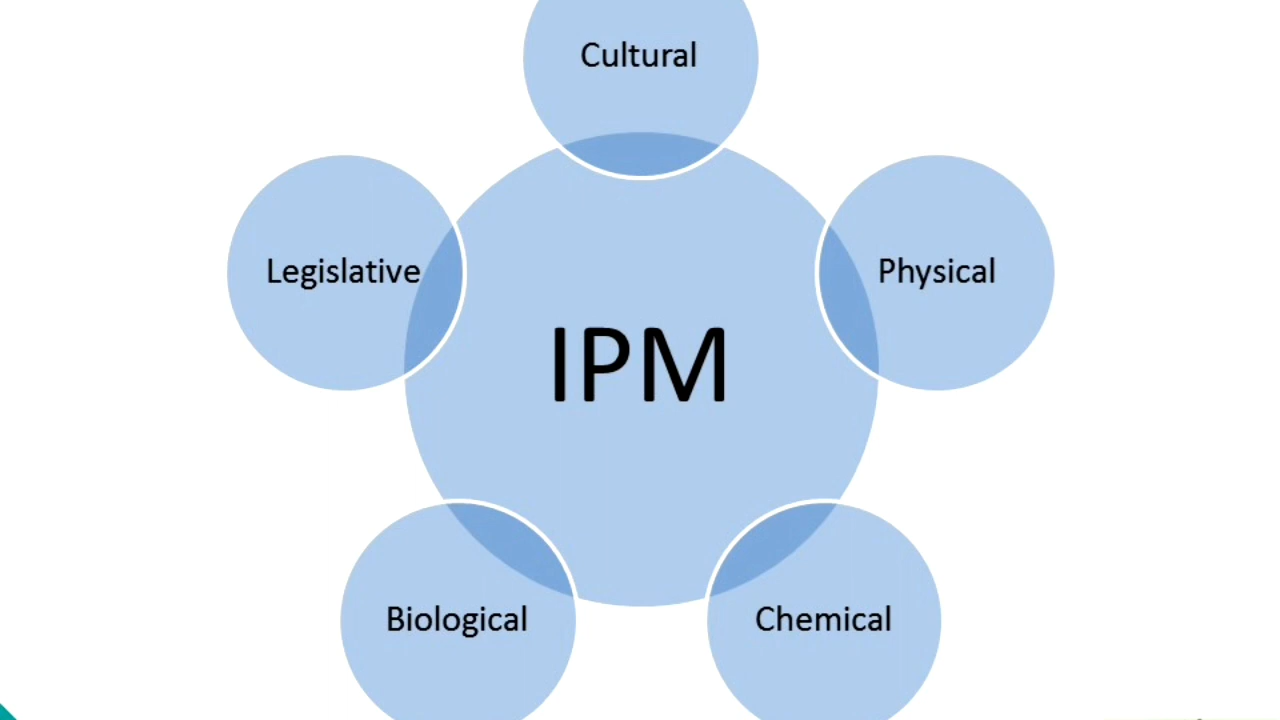 Cultural
Legislative
Physical
IPM
Biological
Chemical